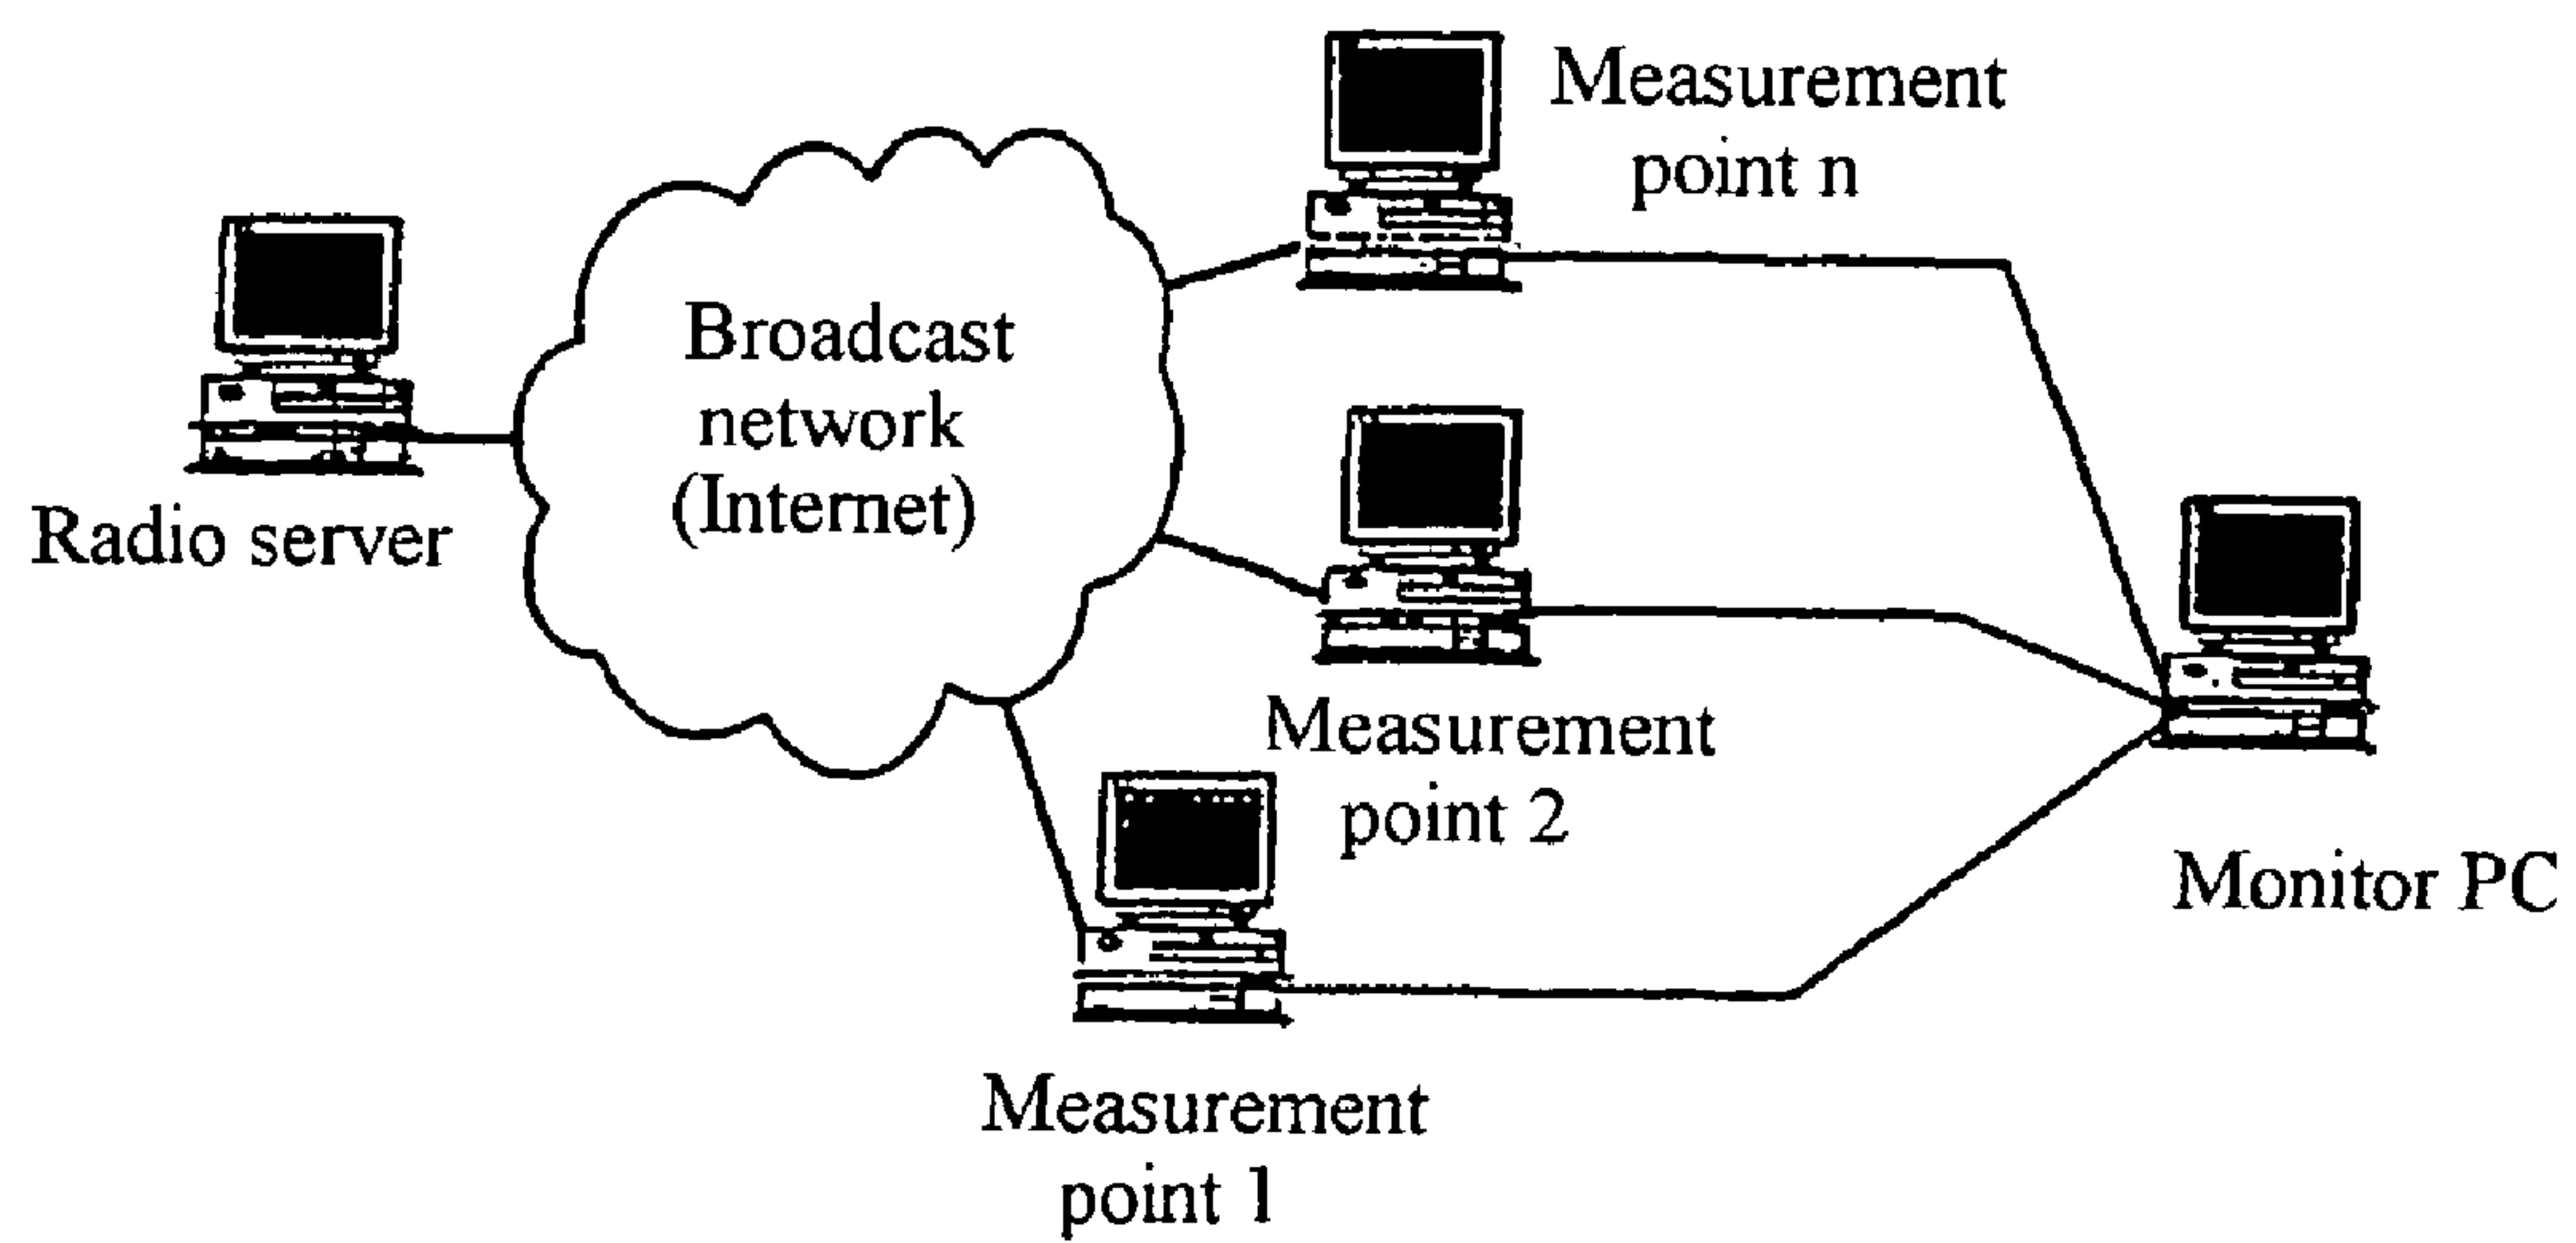 Measurement
point n
Broadcast
network
(Internet)
Radio server
Measurement
point 2
Monitor PC
Measurement
point 1